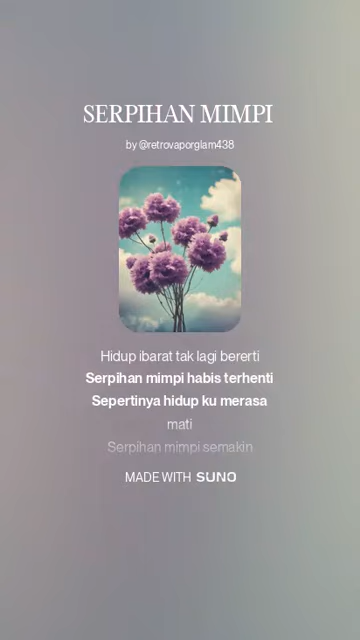 SERPIHAN MIMPI
by @retrovaporglam438
Hidup ibarat tak lagi bererti
Serpihan mimpi habis terhenti
Sepertinya hidup ku merasa
mati
Serpihan mimpi semakin
MADE WITH SUNO